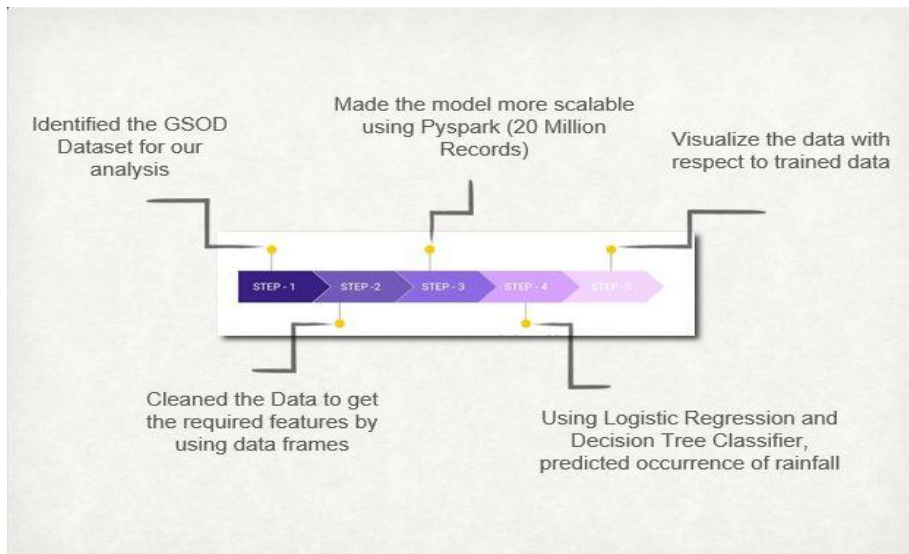 Identified the GSOD
Dataset for our
analysis
Made the model more scalable
using Pyspark (20 Million
Records)
Visualize the data with
respect to trained data
STEP - 1
STEP -2
STEP - 3
STEP - 4
STEP - 5
Cleaned the Data to get
the required features by
using data frames
Using Logistic Regression and
Decision Tree Classifier,
predicted occurrence of rainfall